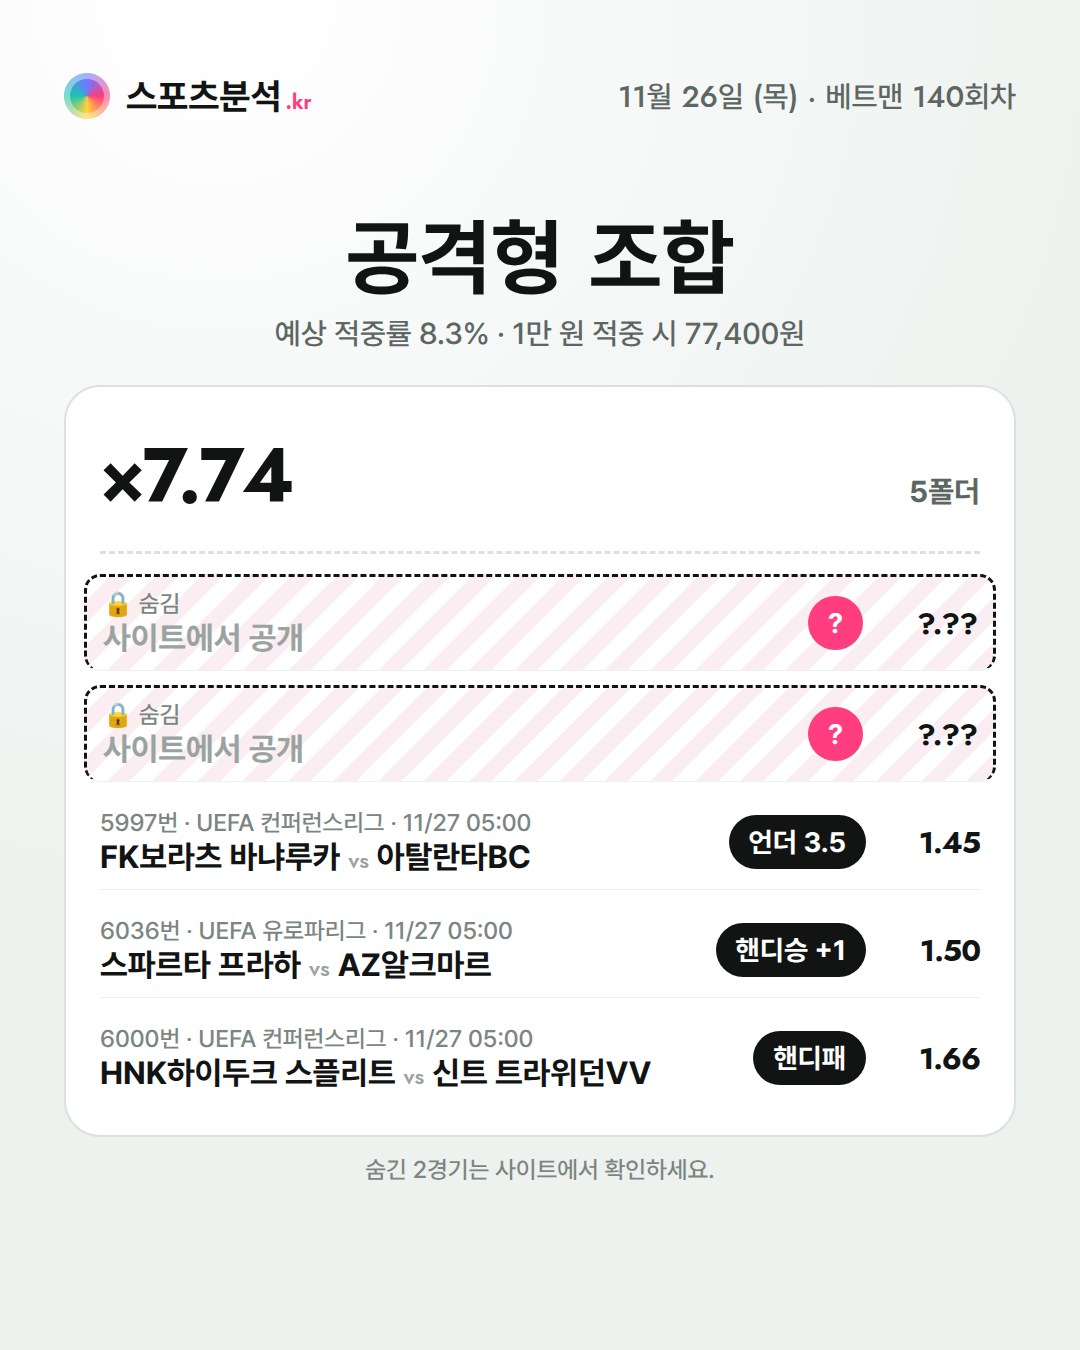 스포츠분석.kr
11월 26일 (목) · 베트맨 140회차
공격형 조합
예상 적중률 8.3% · 1만 원 적중 시 77,400원
×7.74
5폴더
🔒 숨김
사이트에서 공개
?
?.??
🔒 숨김
사이트에서 공개
?
?.??
5997번 · UEFA 컨퍼런스리그 · 11/27 05:00
FK보라츠 바냐루카 vs 아탈란타BC
언더 3.5
1.45
6036번 · UEFA 유로파리그 · 11/27 05:00
스파르타 프라하 vs AZ알크마르
핸디승 +1
1.50
6000번 · UEFA 컨퍼런스리그 · 11/27 05:00
HNK하이두크 스플리트 vs 신트 트라위던VV
핸디패
1.66
숨긴 2경기는 사이트에서 확인하세요.